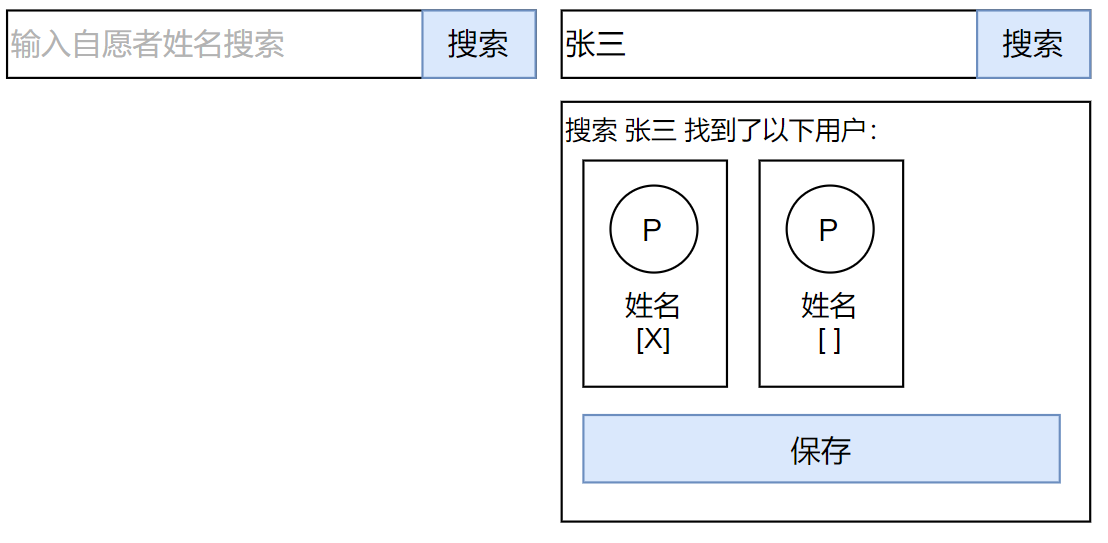 输入自愿者姓名搜索 搜索
张三 搜索
搜索 张三 找到了以下用户：
P P
姓名 姓名
[X] [ ]
保存